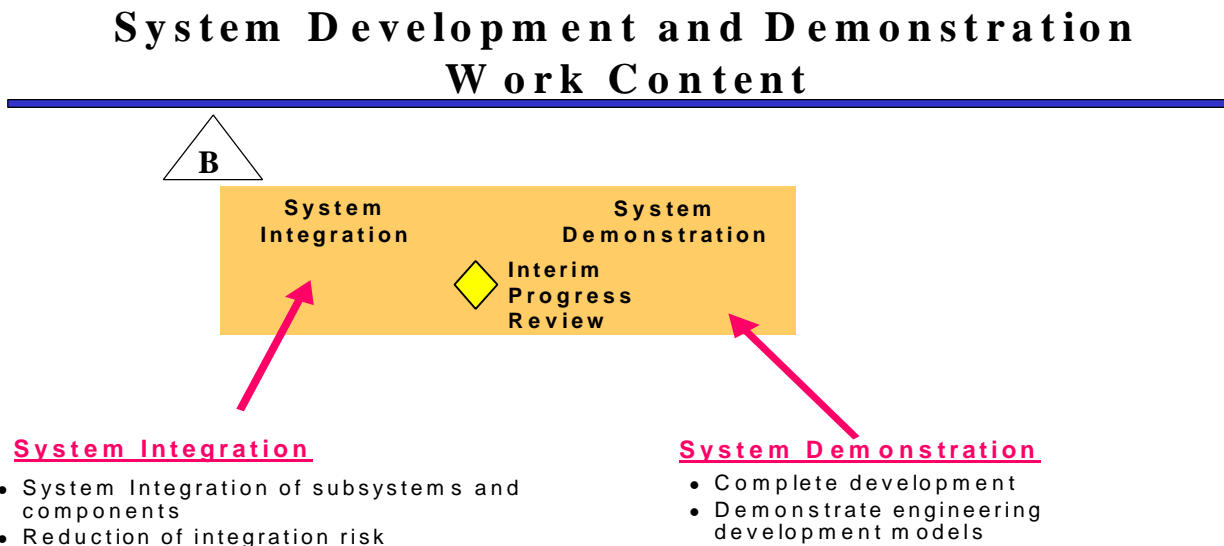 System Development and Demonstration
Work Content
B
System
Integration
System
Demonstration
Interim
Progress
Review
System Integration
• System Integration of subsystems and
components
• Reduction of integration risk
System Demonstration
• Complete development
• Demonstrate engineering
development models